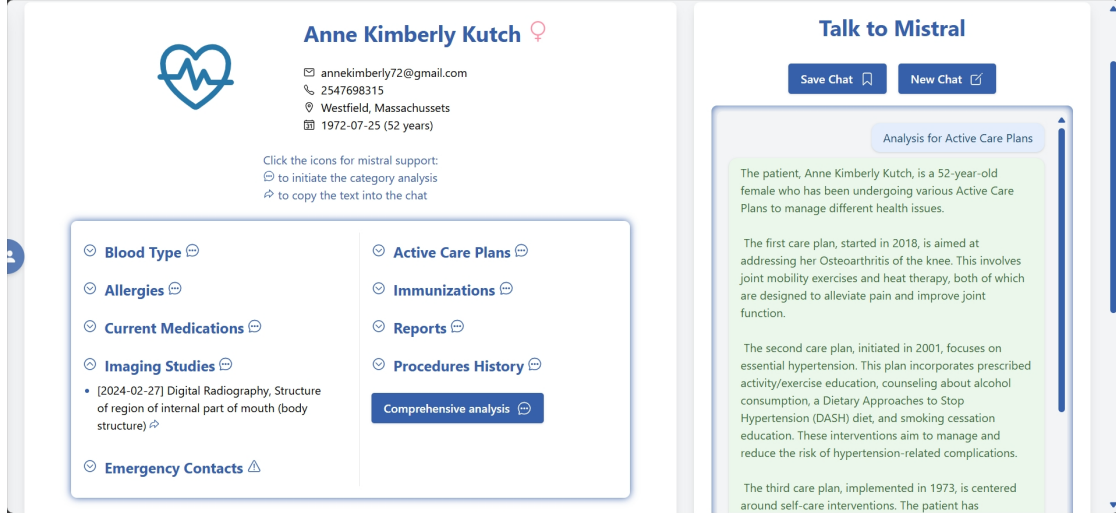 Anne Kimberly Kutch
annekimberly72@gmail.com
2547698315
Westfield, Massachussets
1972-07-25 (52 years)
Click the icons for mistral support:
to initiate the category analysis
to copy the text into the chat
Blood Type
Allergies
Current Medications
Imaging Studies
• [2024-02-27] Digital Radiography, Structure
of region of internal part of mouth (body
structure)
Emergency Contacts
Active Care Plans
Immunizations
Reports
Procedures History
Comprehensive analysis
Talk to Mistral
Save Chat
New Chat
Analysis for Active Care Plans
The patient, Anne Kimberly Kutch, is a 52-year-old
female who has been undergoing various Active Care
Plans to manage different health issues.
The first care plan, started in 2018, is aimed at
addressing her Osteoarthritis of the knee. This involves
joint mobility exercises and heat therapy, both of which
are designed to alleviate pain and improve joint
function.
The second care plan, initiated in 2001, focuses on
essential hypertension. This plan incorporates prescribed
activity/exercise education, counseling about alcohol
consumption, a Dietary Approaches to Stop
Hypertension (DASH) diet, and smoking cessation
education. These interventions aim to manage and
reduce the risk of hypertension-related complications.
The third care plan, implemented in 1973, is centered
around self-care interventions. The patient has